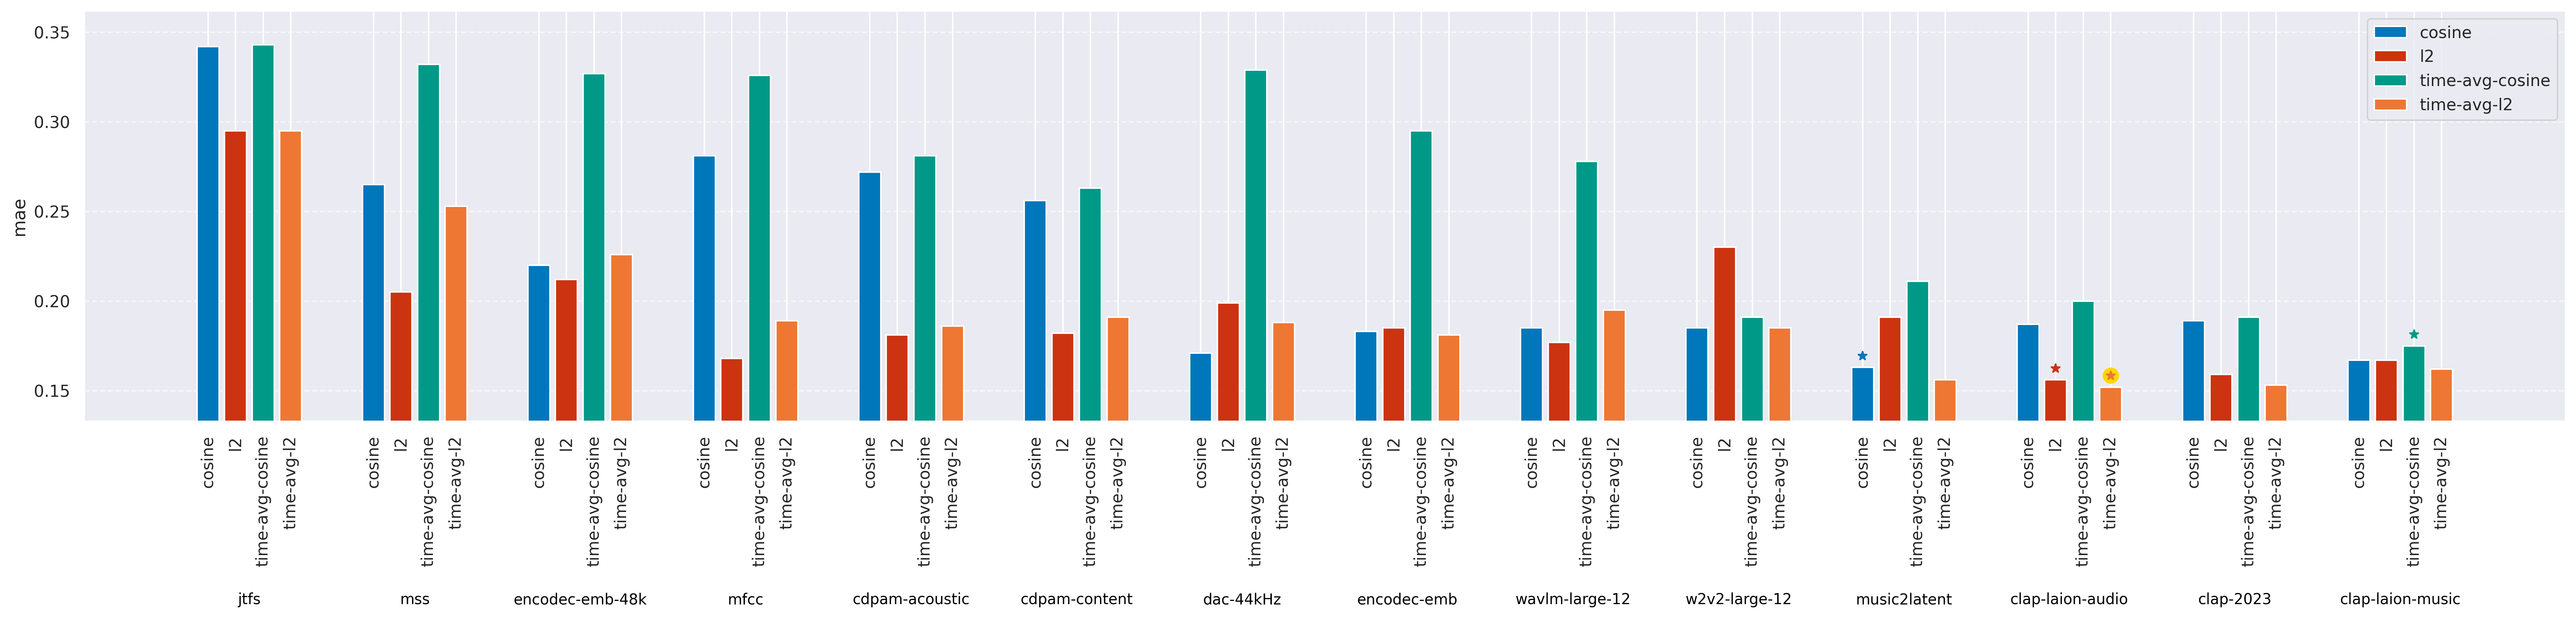 mae
0.35
0.30
0.25
0.20
0.15
cosine
l2
time-avg-cosine
time-avg-l2
cosine l2 time-avg-cosine time-avg-l2
cosine l2 time-avg-cosine time-avg-l2
cosine l2 time-avg-cosine time-avg-l2
cosine l2 time-avg-cosine time-avg-l2
cosine l2 time-avg-cosine time-avg-l2
cosine l2 time-avg-cosine time-avg-l2
cosine l2 time-avg-cosine time-avg-l2
cosine l2 time-avg-cosine time-avg-l2
cosine l2 time-avg-cosine time-avg-l2
cosine l2 time-avg-cosine time-avg-l2
cosine l2 time-avg-cosine time-avg-l2
cosine l2 time-avg-cosine time-avg-l2
cosine l2 time-avg-cosine time-avg-l2
cosine l2 time-avg-cosine time-avg-l2
jtfs mss encodec-emb-48k mfcc cdpam-acoustic cdpam-content dac-44kHz encodec-emb wavlm-large-12 w2v2-large-12 music2latent clap-laion-audio clap-2023 clap-laion-music